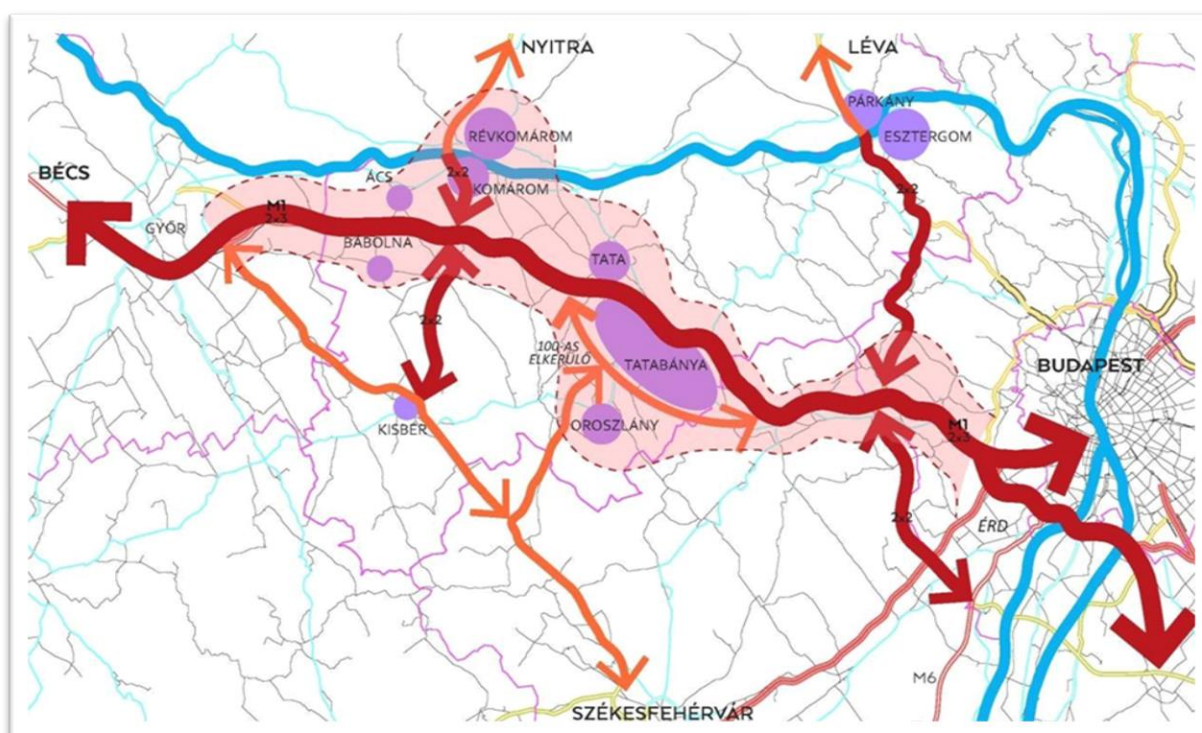 NYITRA
LÉVA
PÁRKÁNY
RÉVKOMÁROM
ESZTERGOM
BÉCS
2x2
ÁCS
KOMÁROM
2x2
M1
2x3
GYŐR
BÁBOLNA
TATA
2x2
100-AS
ELKERÜLŐ
TATABÁNYA
BUDAPEST
KISBÉR
OROSZLÁNY
M1
2x3
2x2
ÉRD
M6
SZÉKESFEHÉRVÁR